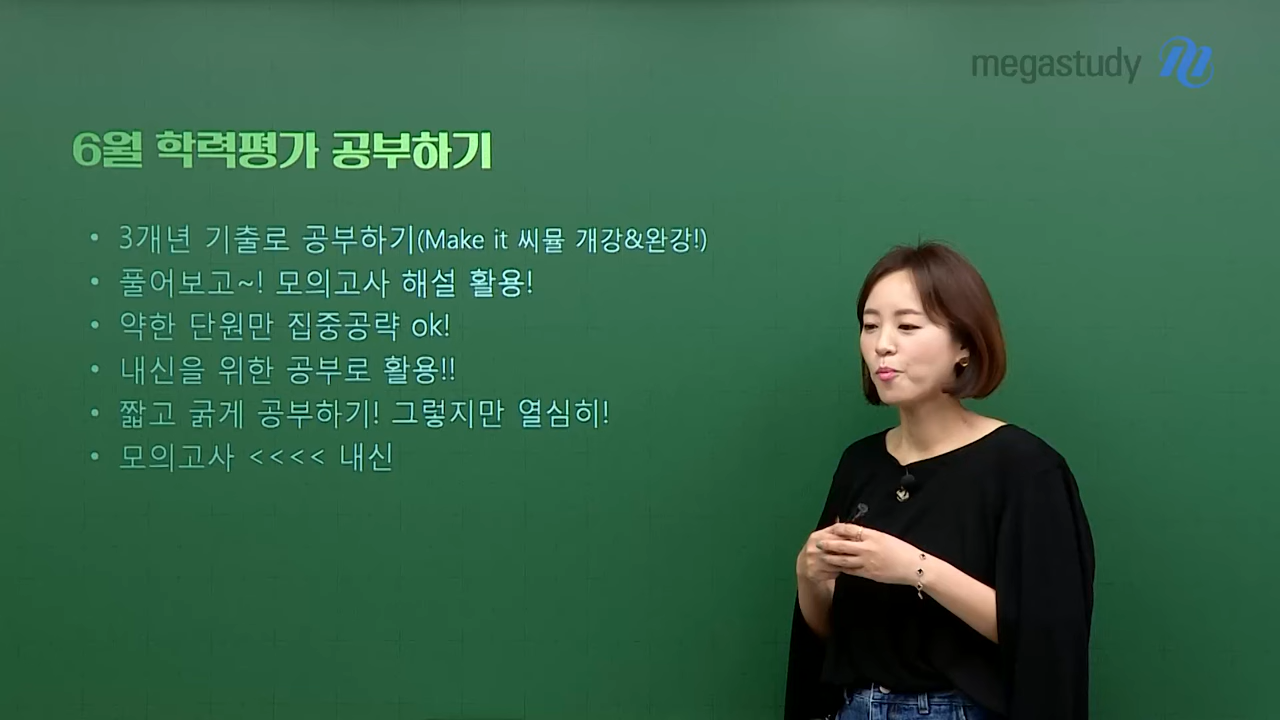 megastudy
6월 학력평가 공부하기
• 3개년 기출로 공부하기(Make it 씨뮬 개강&완강!)
• 풀어보고~! 모의고사 해설 활용!
• 약한 단원만 집중공략 ok!
• 내신을 위한 공부로 활용!!
• 짧고 굵게 공부하기! 그렇지만 열심히!
• 모의고사 <<<< 내신